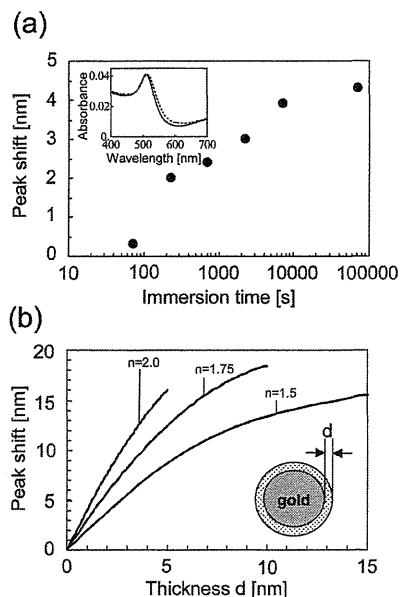 (a)
Peak shift [nm]
5
4
3
2
1
0
Absorbance
0.04
0.02
0.00
400 500 600 700
Wavelength [nm]
10 100 1000 10000 100000
Immersion time [s]
(b)
Peak shift [nm]
20
15
10
5
0
n=2.0
n=1.75
n=1.5
d
gold
0 5 10 15
Thickness d [nm]